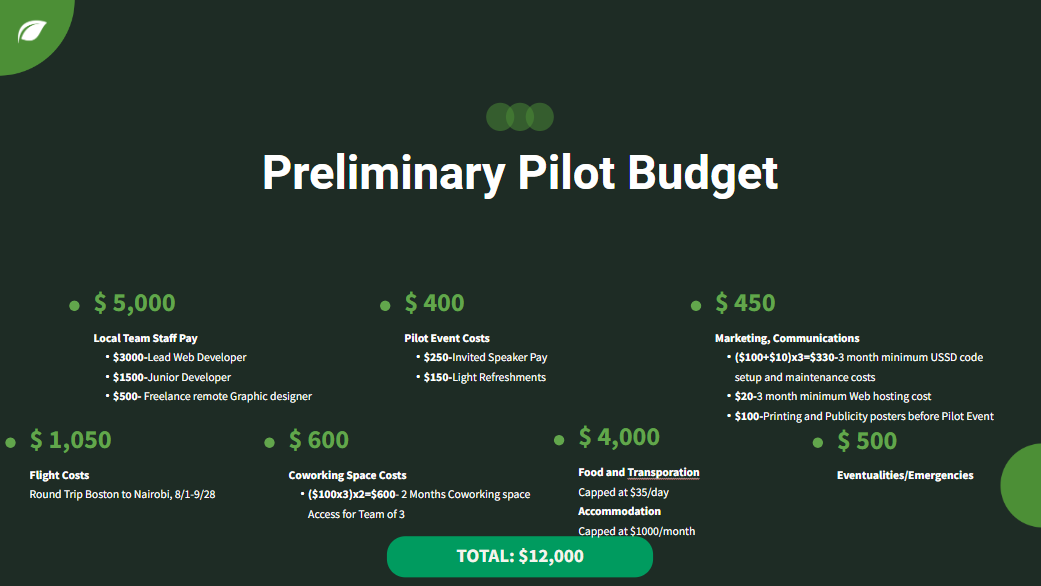 Preliminary Pilot Budget
$ 5,000
Local Team Staff Pay
• $3000-Lead Web Developer
• $1500-Junior Developer
• $500- Freelance remote Graphic designer
$ 400
Pilot Event Costs
• $250-Invited Speaker Pay
• $150-Light Refreshments
$ 450
Marketing, Communications
• ($100+$10)x3=$330-3 month minimum USSD code
setup and maintenance costs
• $20-3 month minimum Web hosting cost
• $100-Printing and Publicity posters before Pilot Event
$ 1,050
Flight Costs
Round Trip Boston to Nairobi, 8/1-9/28
$ 600
Coworking Space Costs
• ($100x3)x2=$600- 2 Months Coworking space
Access for Team of 3
$ 4,000
Food and Transporation
Capped at $35/day
Accommodation
Capped at $1000/month
$ 500
Eventualities/Emergencies
TOTAL: $12,000